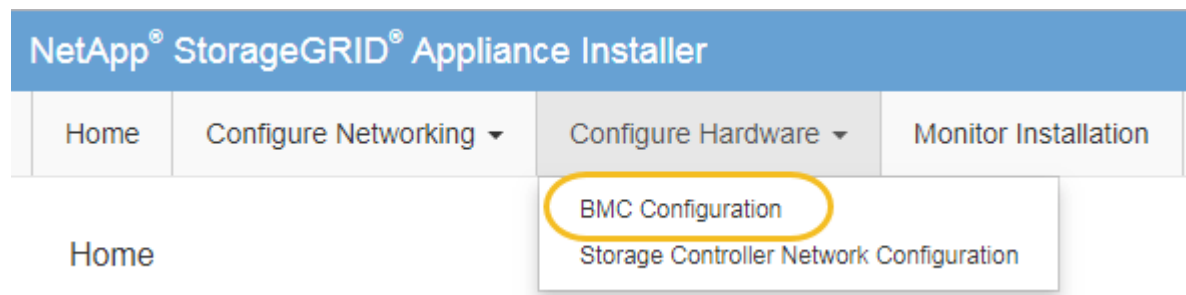 NetApp® StorageGRID® Appliance Installer
Home Configure Networking Configure Hardware Monitor Installation
BMC Configuration
Home
Storage Controller Network Configuration